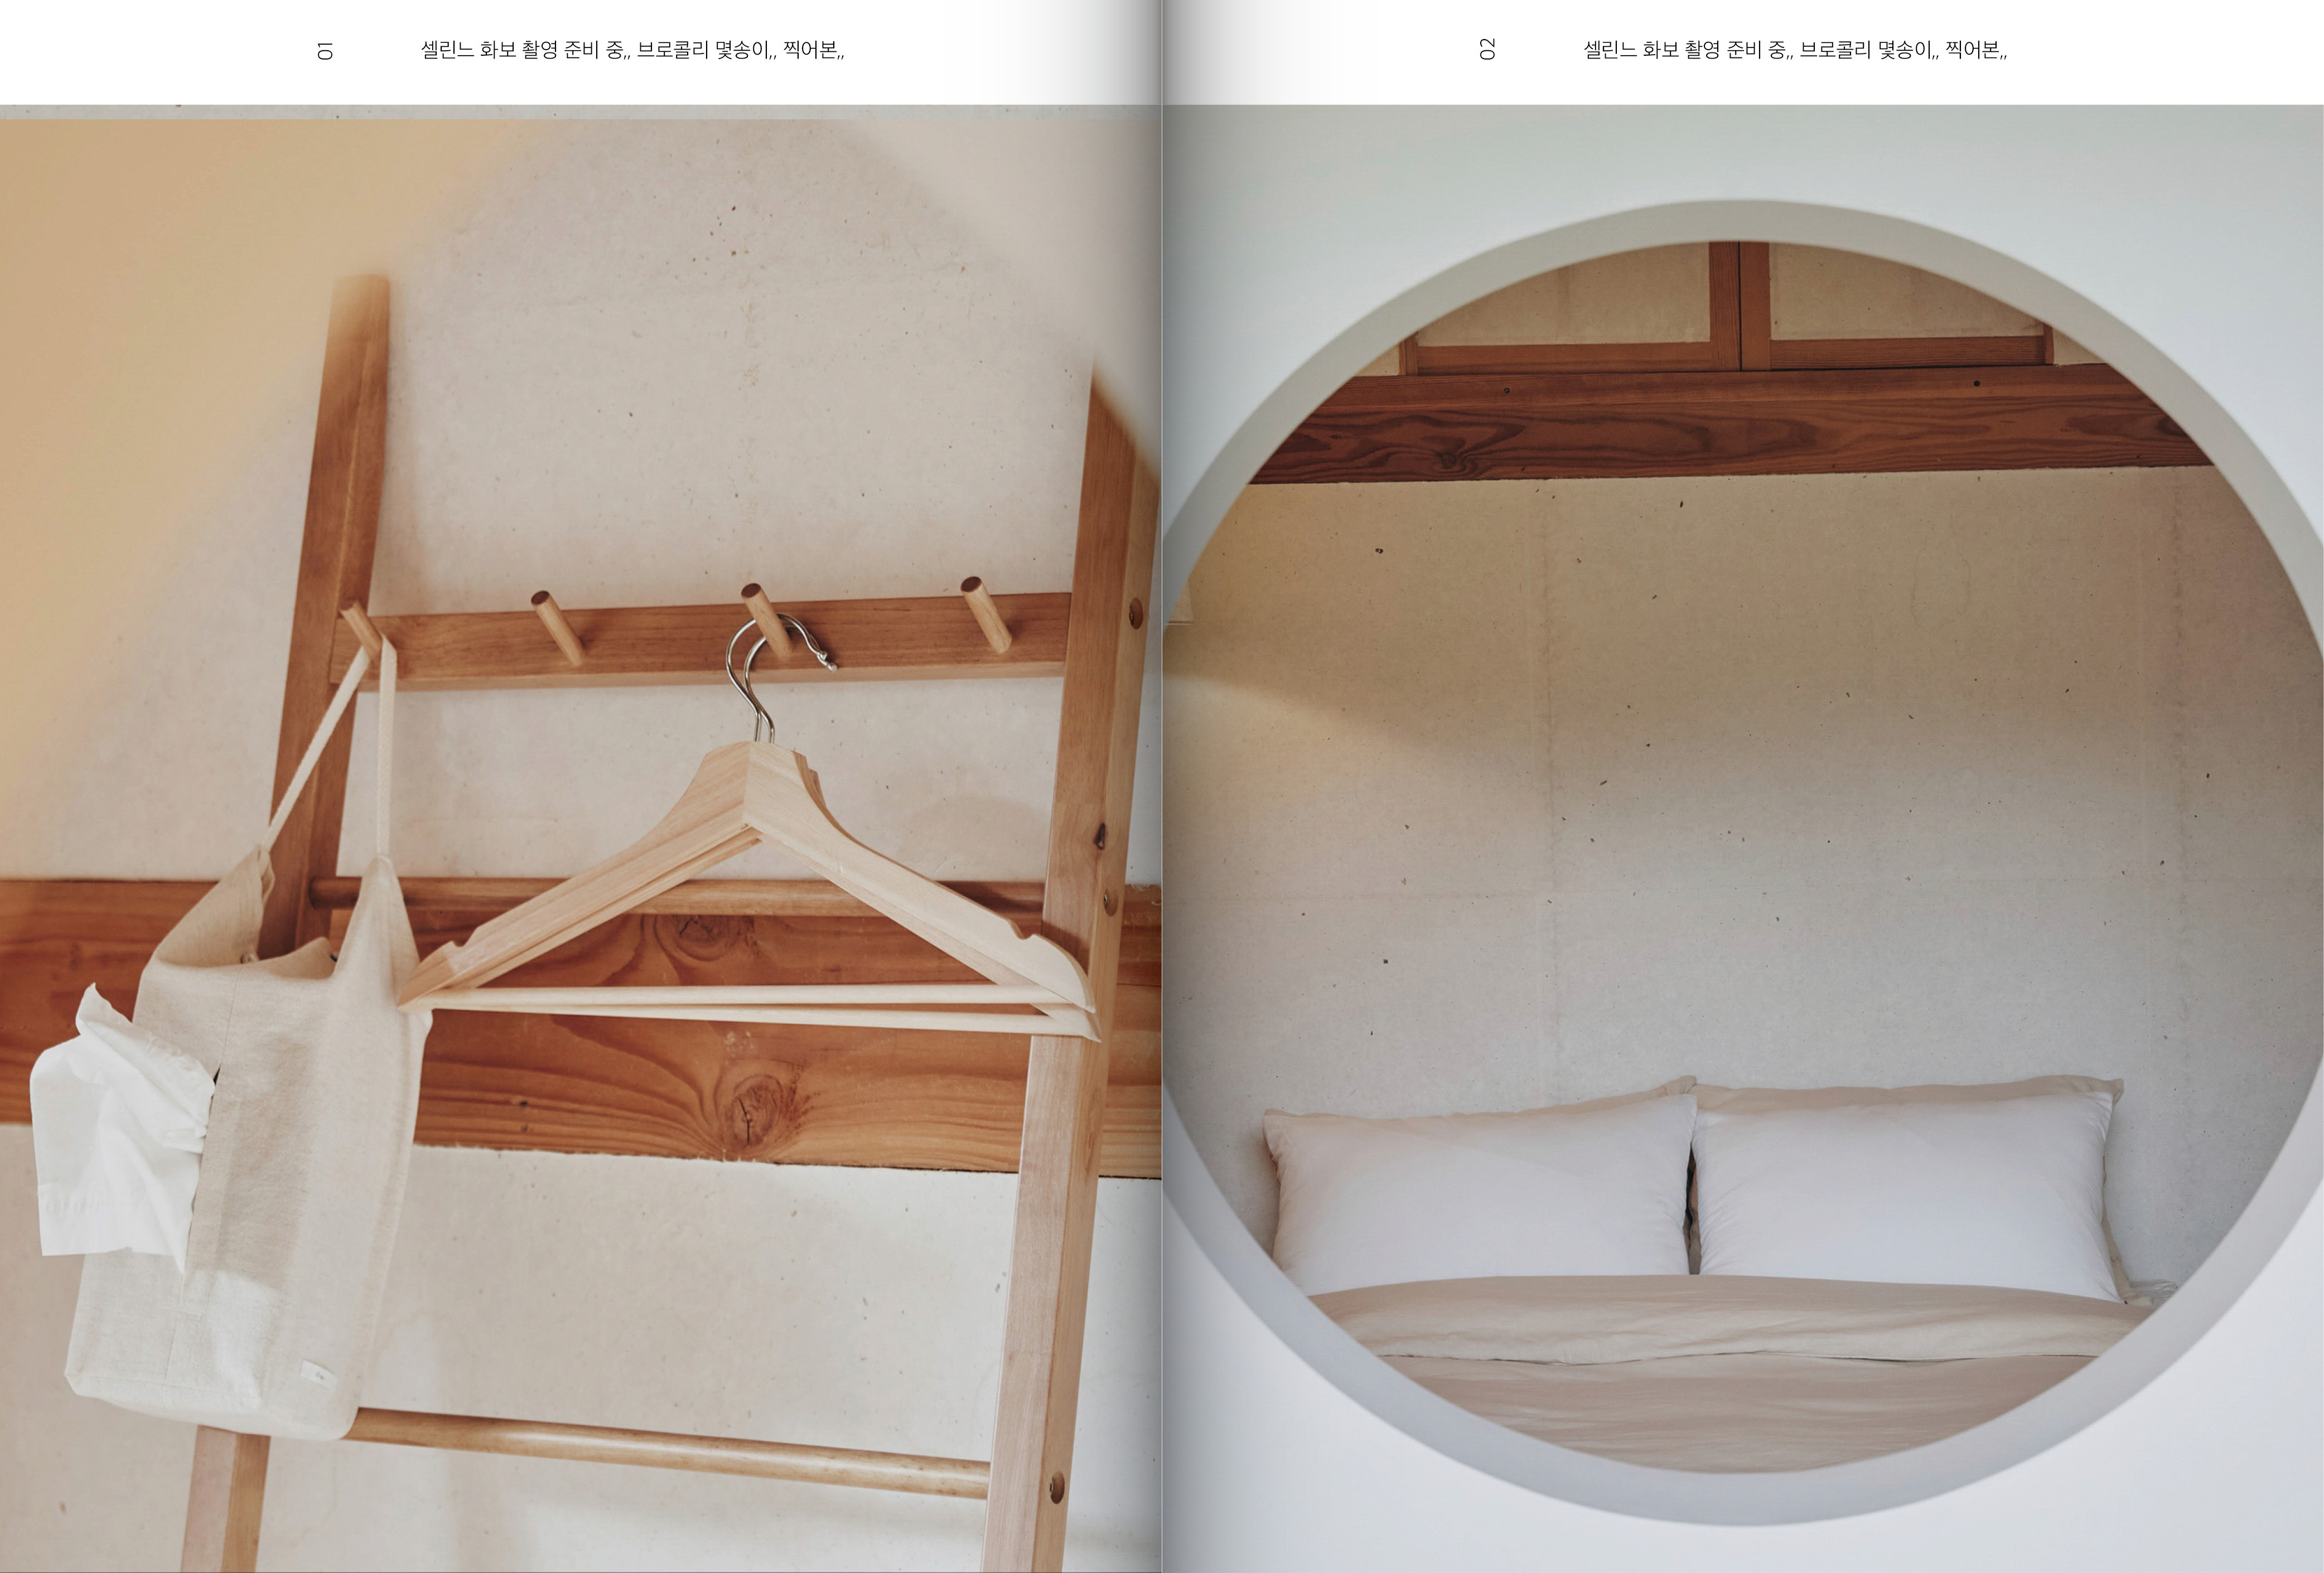 01
셀린느 화보 촬영 준비 중,, 브로콜리 몇송이,, 찍어본,,
02
셀린느 화보 촬영 준비 중,, 브로콜리 몇송이,, 찍어본,,